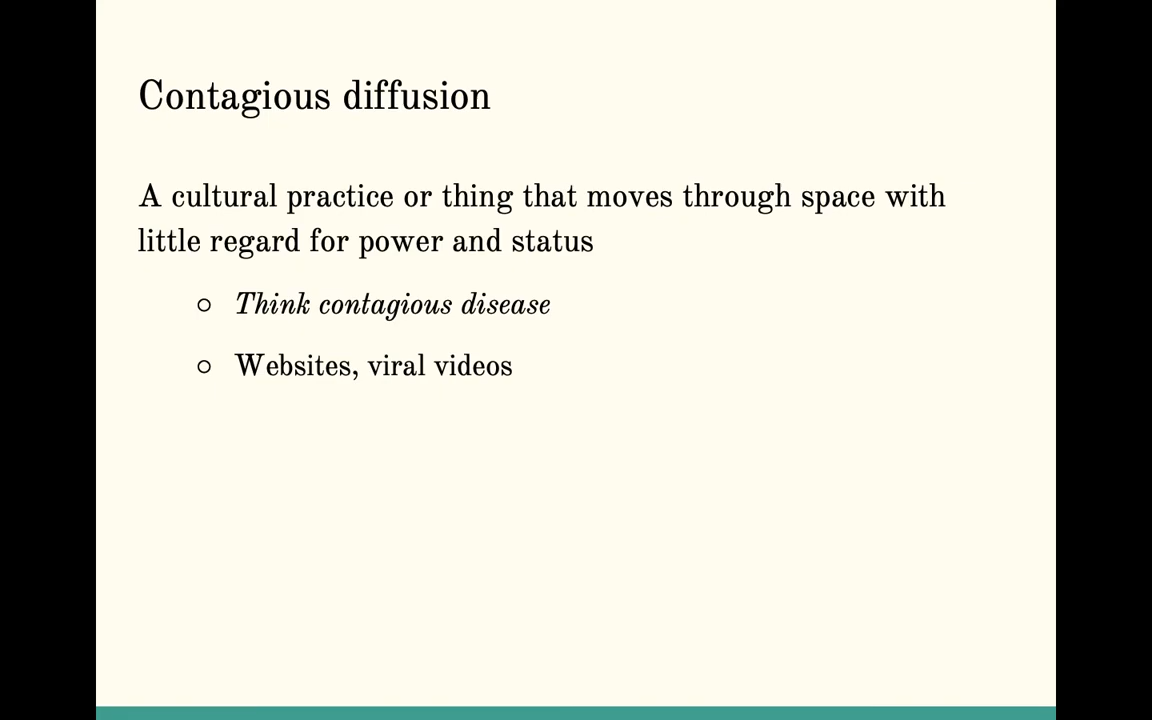 Contagious diffusion
A cultural practice or thing that moves through space with
little regard for power and status
○ Think contagious disease
○ Websites, viral videos